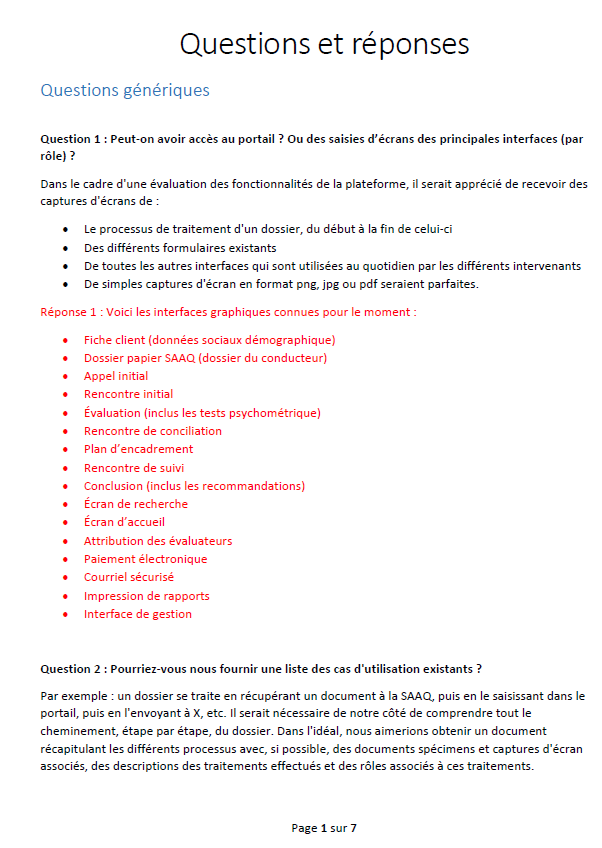 Questions et réponses
Questions génériques
Question 1 : Peut-on avoir accès au portail ? Ou des saisies d’écrans des principales interfaces (par
rôle) ?
Dans le cadre d'une évaluation des fonctionnalités de la plateforme, il serait apprécié de recevoir des
captures d'écrans de :
• Le processus de traitement d'un dossier, du début à la fin de celui-ci
• Des différents formulaires existants
• De toutes les autres interfaces qui sont utilisées au quotidien par les différents intervenants
• De simples captures d'écran en format png, jpg ou pdf seraient parfaites.
Réponse 1 : Voici les interfaces graphiques connues pour le moment :
• Fiche client (données sociaux démographique)
• Dossier papier SAAQ (dossier du conducteur)
• Appel initial
• Rencontre initial
• Évaluation (inclus les tests psychométrique)
• Rencontre de conciliation
• Plan d’encadrement
• Rencontre de suivi
• Conclusion (inclus les recommandations)
• Écran de recherche
• Écran d’accueil
• Attribution des évaluateurs
• Paiement électronique
• Courriel sécurisé
• Impression de rapports
• Interface de gestion
Question 2 : Pourriez-vous nous fournir une liste des cas d'utilisation existants ?
Par exemple : un dossier se traite en récupérant un document à la SAAQ, puis en le saisissant dans le
portail, puis en l'envoyant à X, etc. Il serait nécessaire de notre côté de comprendre tout le
cheminement, étape par étape, du dossier. Dans l'idéal, nous aimerions obtenir un document
récapitulant les différents processus avec, si possible, des documents spécimens et captures d'écran
associés, des descriptions des traitements effectués et des rôles associés à ces traitements.
Page 1 sur 7